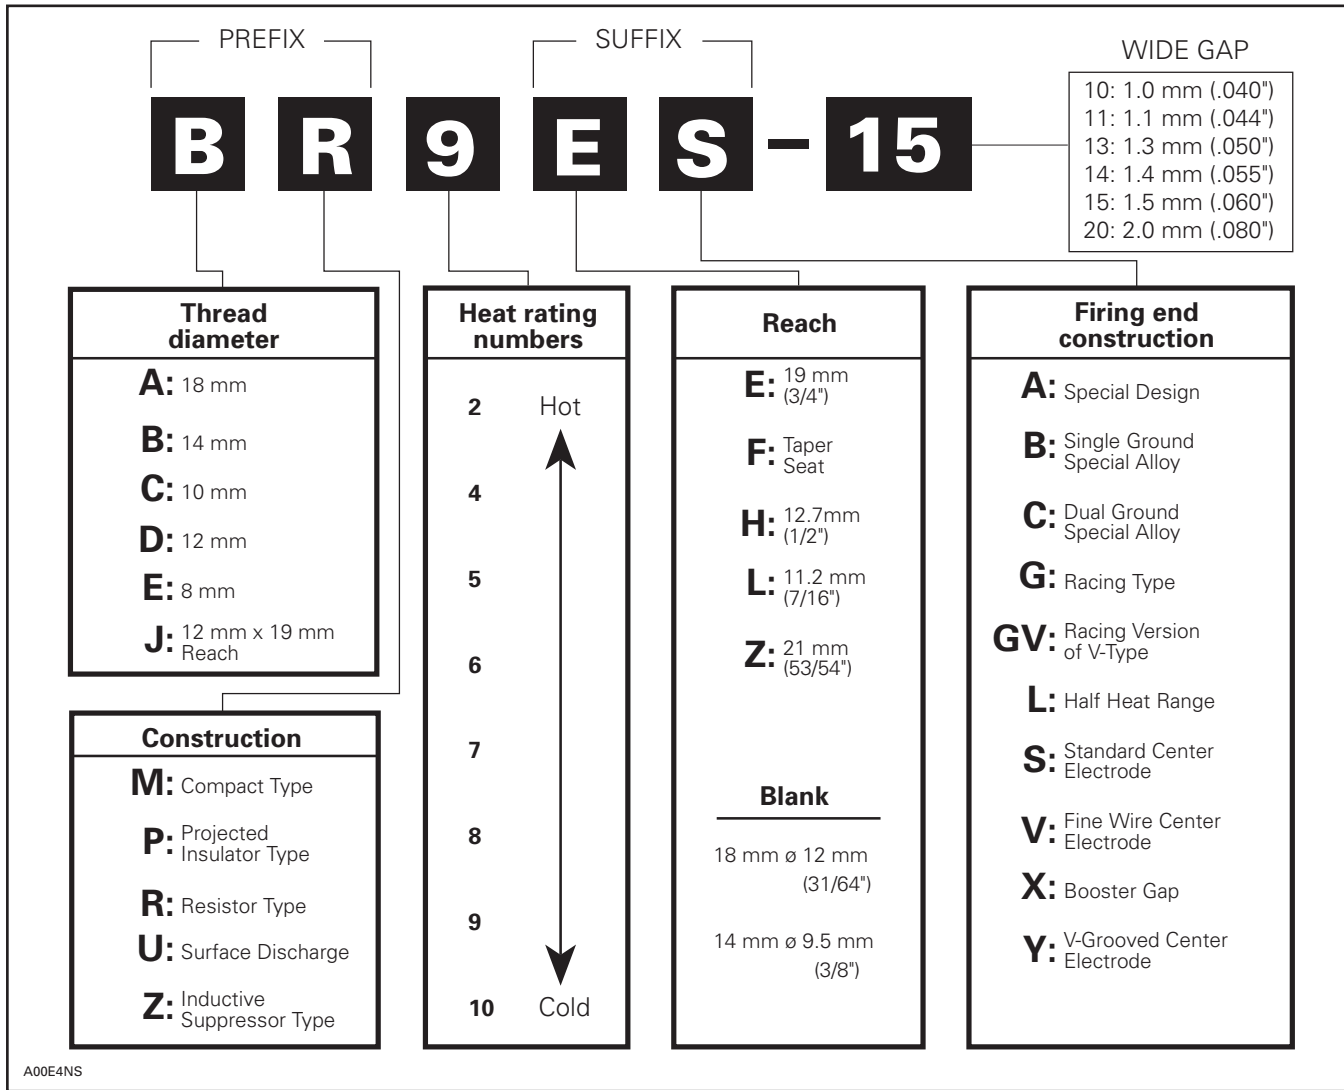 PREFIX
SUFFIX
WIDE GAP
B R 9 E S - 15
10: 1.0 mm (.040")
11: 1.1 mm (.044")
13: 1.3 mm (.050")
14: 1.4 mm (.055")
15: 1.5 mm (.060")
20: 2.0 mm (.080")
Thread
diameter
A: 18 mm
B: 14 mm
C: 10 mm
D: 12 mm
E: 8 mm
J: 12 mm x 19 mm
Reach
Construction
M: Compact Type
P: Projected
Insulator Type
R: Resistor Type
U: Surface Discharge
Z: Inductive
Suppressor Type
Heat rating
numbers
2 Hot
4
5
6
7
8
9
10 Cold
Reach
E: 19 mm
(3/4")
F: Taper
Seat
H: 12.7mm
(1/2")
L: 11.2 mm
(7/16")
Z: 21 mm
(53/54")
Blank
18 mm ø 12 mm
(31/64")
14 mm ø 9.5 mm
(3/8")
Firing end
construction
A: Special Design
B: Single Ground
Special Alloy
C: Dual Ground
Special Alloy
G: Racing Type
GV: Racing Version
of V-Type
L: Half Heat Range
S: Standard Center
Electrode
V: Fine Wire Center
Electrode
X: Booster Gap
Y: V-Grooved Center
Electrode
A00E4NS